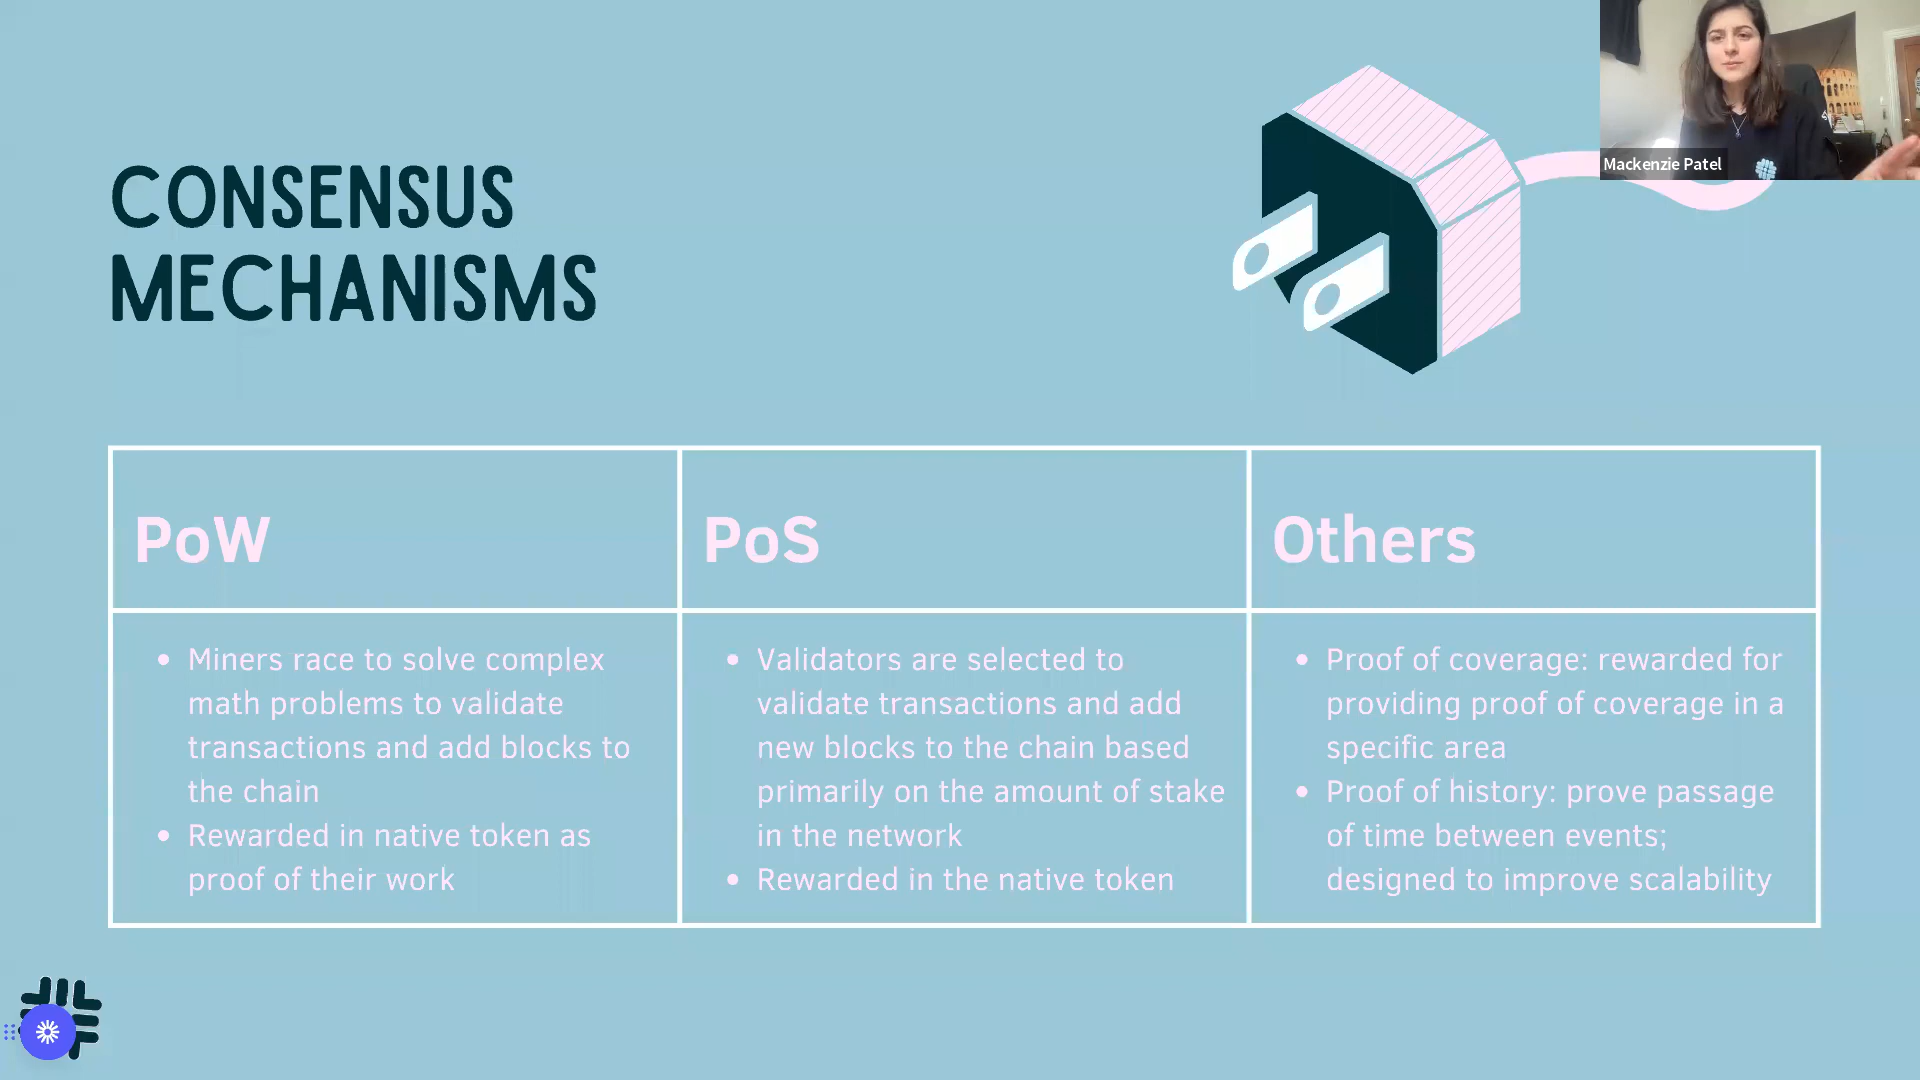 CONSENSUS
MECHANISMS
Mackenzie Patel
PoW
PoS
Others
• Miners race to solve complex
math problems to validate
transactions and add blocks to
the chain
• Rewarded in native token as
proof of their work
• Validators are selected to
validate transactions and add
new blocks to the chain based
primarily on the amount of stake
in the network
• Rewarded in the native token
• Proof of coverage: rewarded for
providing proof of coverage in a
specific area
• Proof of history: prove passage
of time between events;
designed to improve scalability